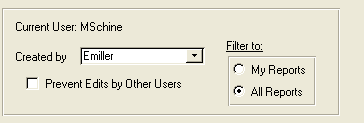 Current User: MSchine
Created by Emiller Filter to:
Prevent Edits by Other Users
My Reports
All Reports